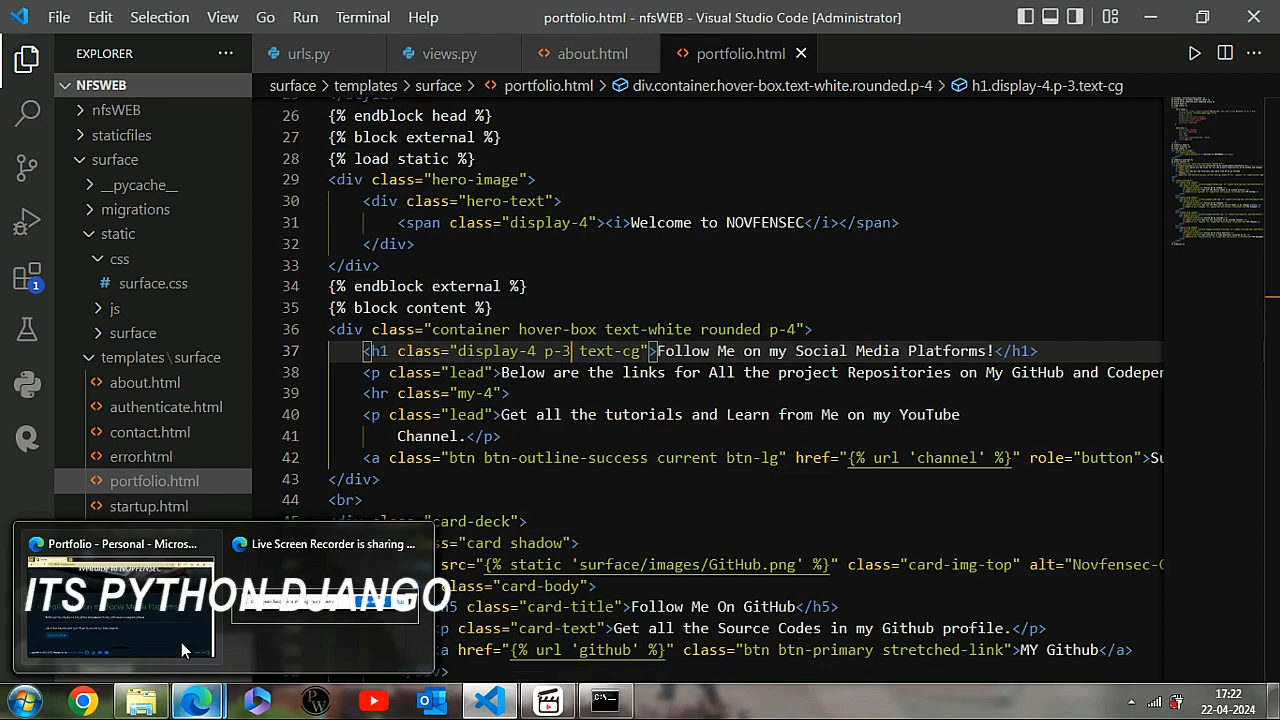 File Edit Selection View Go Run Terminal Help portfolio.html - nfsWEB - Visual Studio Code [Administrator]
EXPLORER ··· urls.py views.py about.html portfolio.html
NFSWEB
surface > templates > surface > portfolio.html > div.container.hover-box.text-white.rounded.p-4 > h1.display-4.p-3.text-cg
nfsWEB
staticfiles
surface
__pycache__
migrations
static
css
# surface.css
js
surface
templates\surface
about.html
authenticate.html
contact.html
error.html
portfolio.html
startup.html
1
26 {% endblock head %}
27 {% block external %}
28 {% load static %}
29 <div class="hero-image">
30 <div class="hero-text">
31 <span class="display-4"><i>Welcome to NOVFENSEC</i></span>
32 </div>
33 </div>
34 {% endblock external %}
35 {% block content %}
36 <div class="container hover-box text-white rounded p-4">
37 <h1 class="display-4 p-3 text-cg">Follow Me on my Social Media Platforms!</h1>
38 <p class="lead">Below are the links for All the project Repositories on My GitHub and Codepen
39 <hr class="my-4">
40 <p class="lead">Get all the tutorials and Learn from Me on my YouTube
41 Channel.</p>
42 <a class="btn btn-outline-success current btn-lg" href="{% url 'channel' %}" role="button">Su
43 </div>
44 <br>
card-deck">
="card shadow">
src="{% static 'surface/images/GitHub.png' %}" class="card-img-top" alt="Novfensec-G
="card-body">
h5 class="card-title">Follow Me On GitHub</h5>
p class="card-text">Get all the Source Codes in my Github profile.</p>
a href="{% url 'github' %}" class="btn btn-primary stretched-link">MY Github</a>
Portfolio - Personal - Micros... Live Screen Recorder is sharing ...
ITS PYTHON DJANGO
17:22
22-04-2024